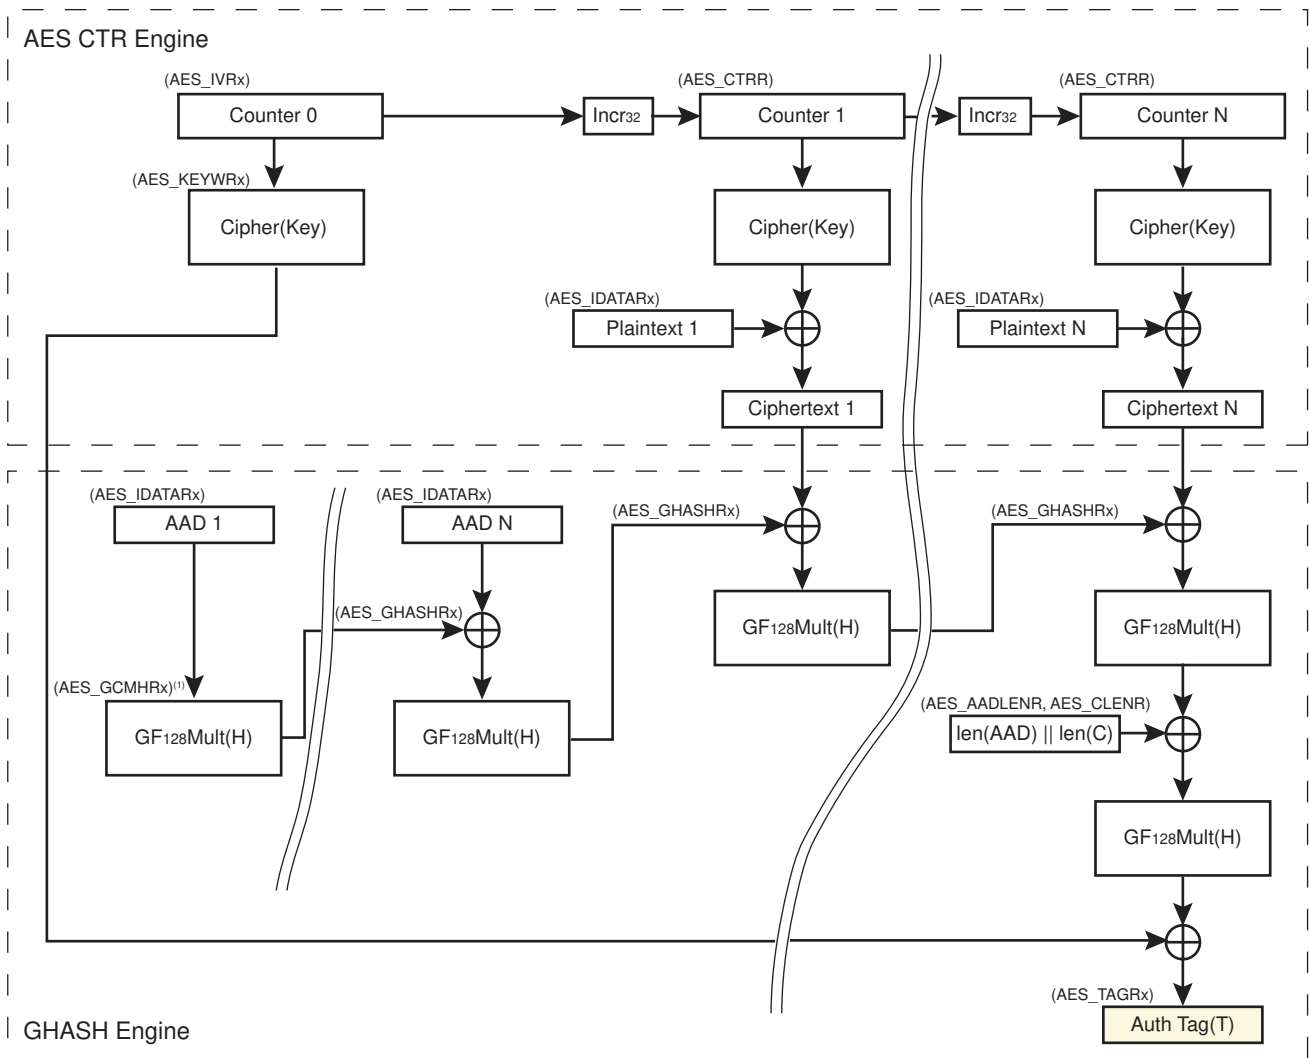 AES CTR Engine
(AES_IVRx)
Counter 0
Incr32
(AES_CTRR)
Counter 1
Incr32
(AES_CTRR)
Counter N
(AES_KEYWRx)
Cipher(Key)
Cipher(Key)
Cipher(Key)
(AES_IDATARx)
Plaintext 1
(AES_IDATARx)
Plaintext N
Ciphertext 1
Ciphertext N
(AES_IDATARx)
AAD 1
(AES_IDATARx)
AAD N
(AES_GHASHRx)
(AES_GHASHRx)
(AES_GHASHRx)
GF128Mult(H)
GF128Mult(H)
(AES_GCMHRx)(1)
GF128Mult(H)
GF128Mult(H)
(AES_AADLENR, AES_CLENR)
len(AAD) || len(C)
GF128Mult(H)
(AES_TAGRx)
Auth Tag(T)
GHASH Engine